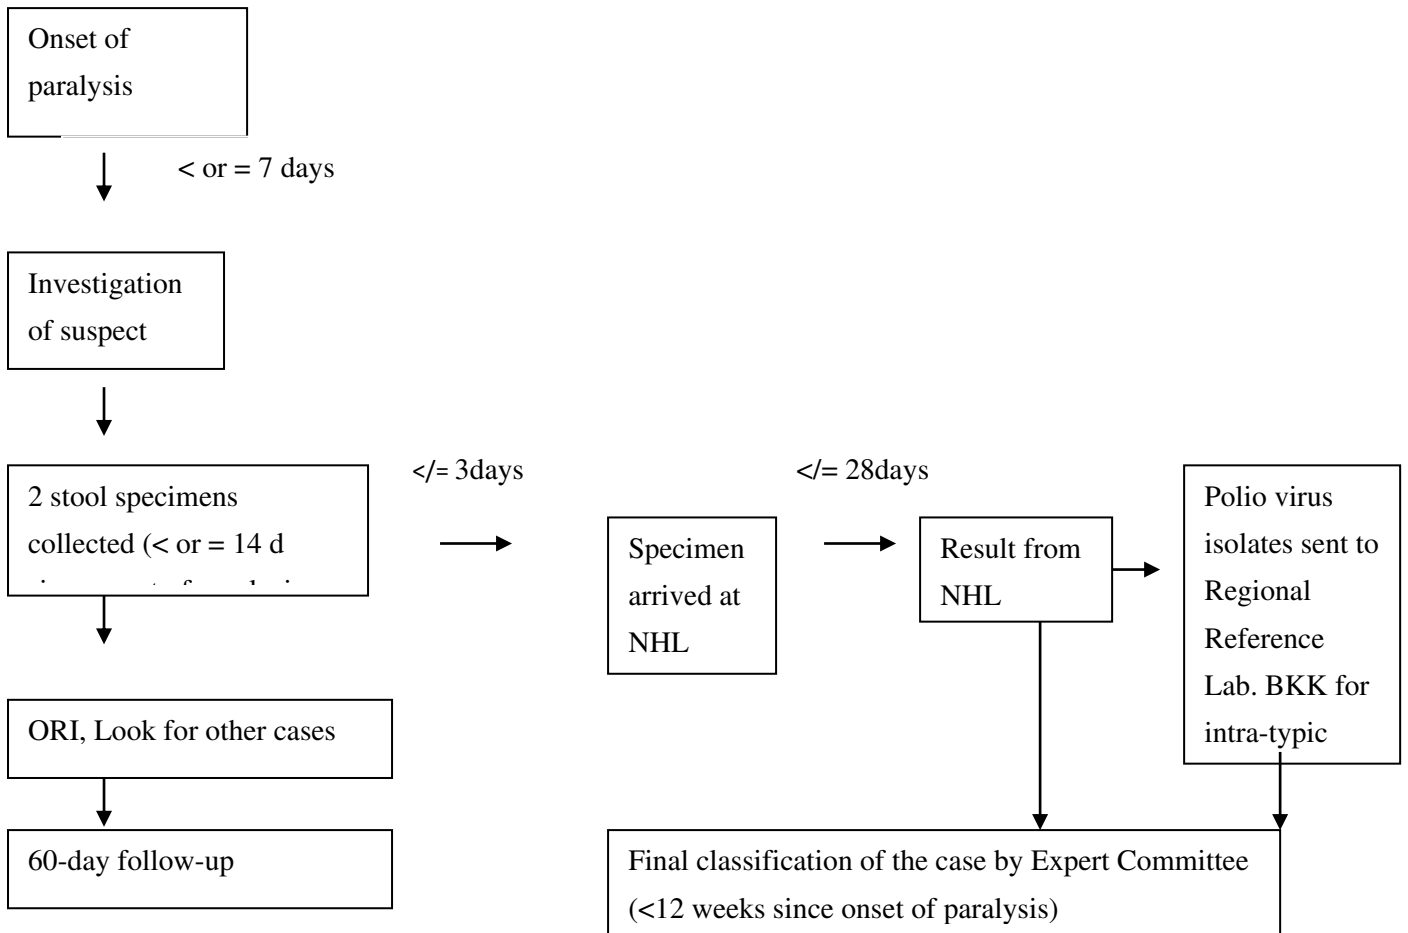 Onset of
paralysis
< or = 7 days
Investigation
of suspect
2 stool specimens
collected (< or = 14 d
</= 3days
Specimen
arrived at
NHL
</= 28days
Result from
NHL
Polio virus
isolates sent to
Regional
Reference
Lab. BKK for
intra-typic
ORI, Look for other cases
60-day follow-up
Final classification of the case by Expert Committee
(<12 weeks since onset of paralysis)